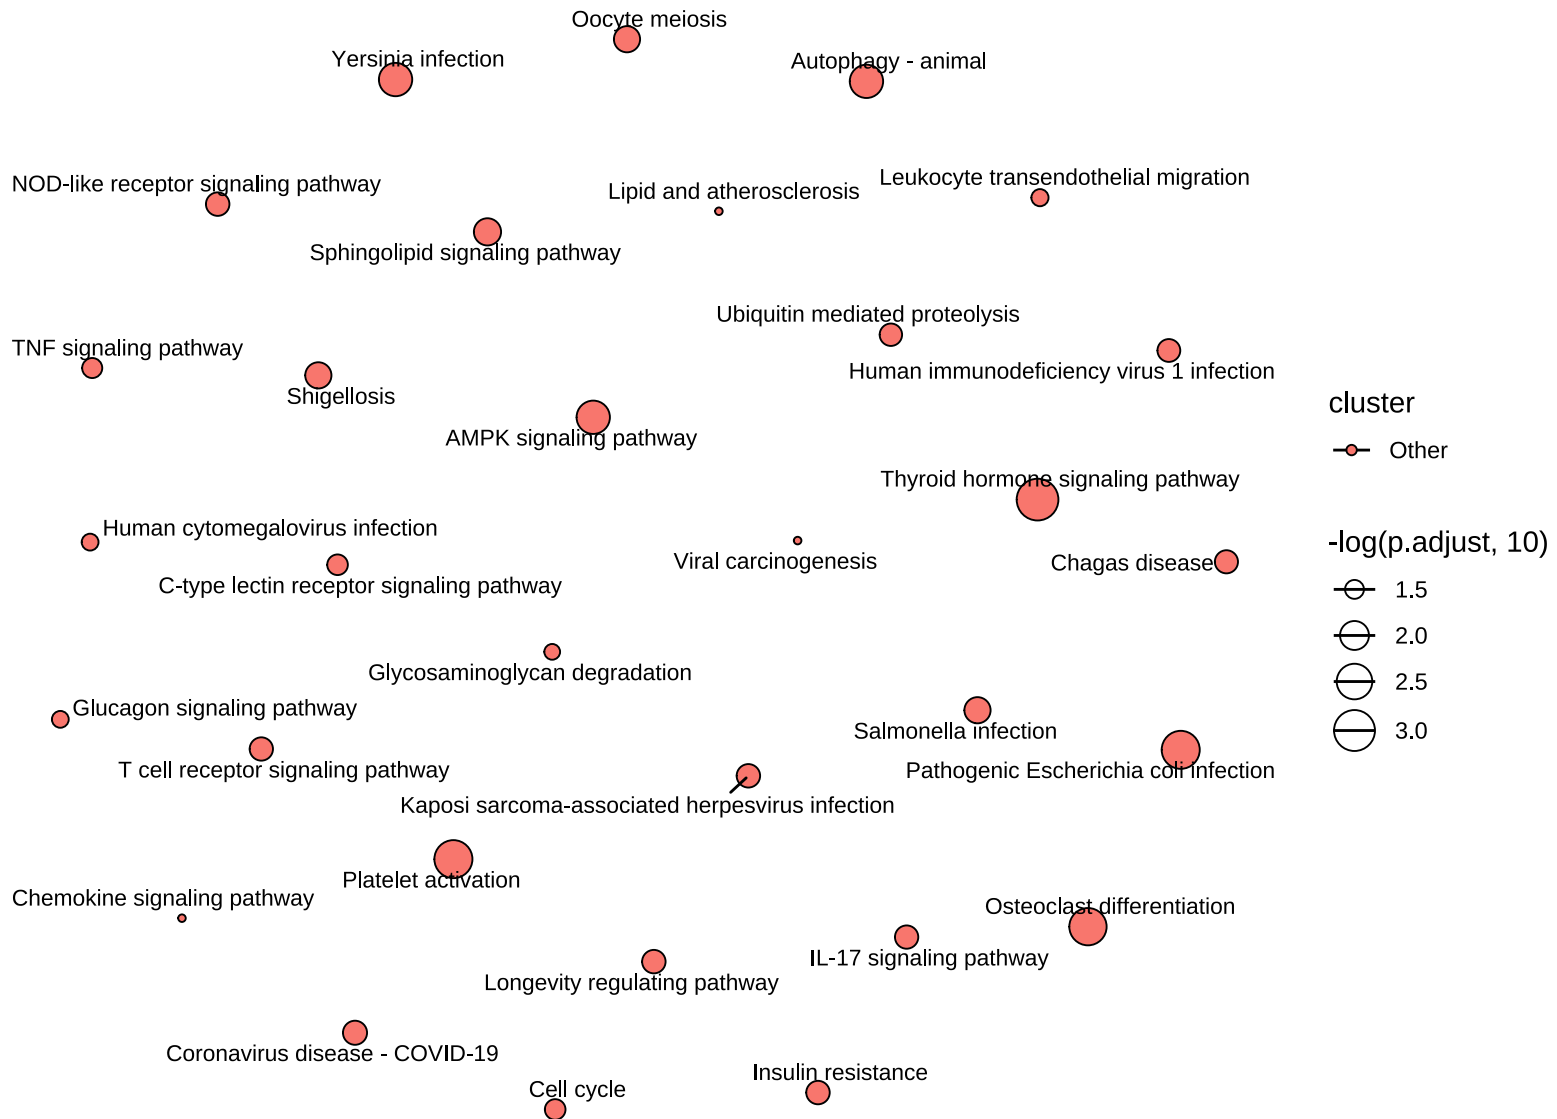 Oocyte meiosis
Yersinia infection
Autophagy - animal
NOD-like receptor signaling pathway
Lipid and atherosclerosis
Leukocyte transendothelial migration
Sphingolipid signaling pathway
Ubiquitin mediated proteolysis
TNF signaling pathway
Human immunodeficiency virus 1 infection
Shigellosis
AMPK signaling pathway
Thyroid hormone signaling pathway
Human cytomegalovirus infection
Viral carcinogenesis
Chagas disease
C-type lectin receptor signaling pathway
Glycosaminoglycan degradation
Glucagon signaling pathway
Salmonella infection
T cell receptor signaling pathway
Pathogenic Escherichia coli infection
Kaposi sarcoma-associated herpesvirus infection
Platelet activation
Chemokine signaling pathway
Osteoclast differentiation
IL-17 signaling pathway
Longevity regulating pathway
Coronavirus disease - COVID-19
Insulin resistance
Cell cycle
cluster
Other
-log(p.adjust, 10)
1.5
2.0
2.5
3.0